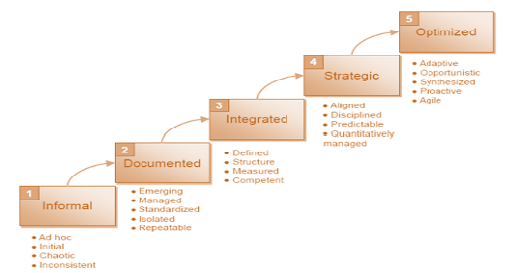 5
Optimized
• Adaptive
• Opportunistic
• Synthesized
• Proactive
• Agile
4
Strategic
• Aligned
• Disciplined
• Predictable
• Quantitatively
managed
3
Integrated
• Defined
• Structure
• Measured
• Competent
2
Documented
• Emerging
• Managed
• Standardized
• Isolated
• Repeatable
1
Informal
• Ad hoc
• Initial
• Chaotic
• Inconsistent